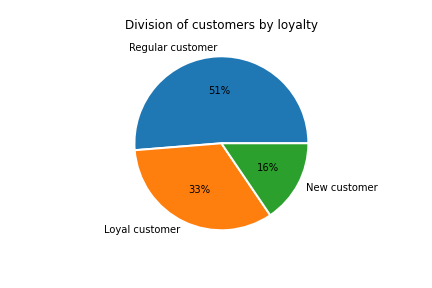 Division of customers by loyalty
Regular customer
51%
16%
33%
New customer
Loyal customer